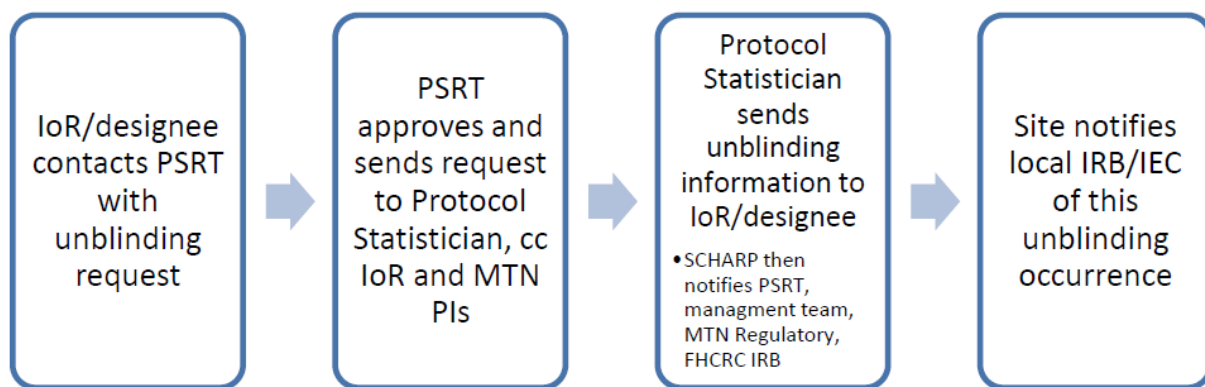 IoR/designee
contacts PSRT
with
unblinding
request
PSRT
approves and
sends request
to Protocol
Statistician, cc
IoR and MTN
PIs
Protocol
Statistician
sends
unblinding
information to
IoR/designee
•SCHARP then
notifies PSRT,
managment team,
MTN Regulatory,
FHCRC IRB
Site notifies
local IRB/IEC
of this
unblinding
occurrence